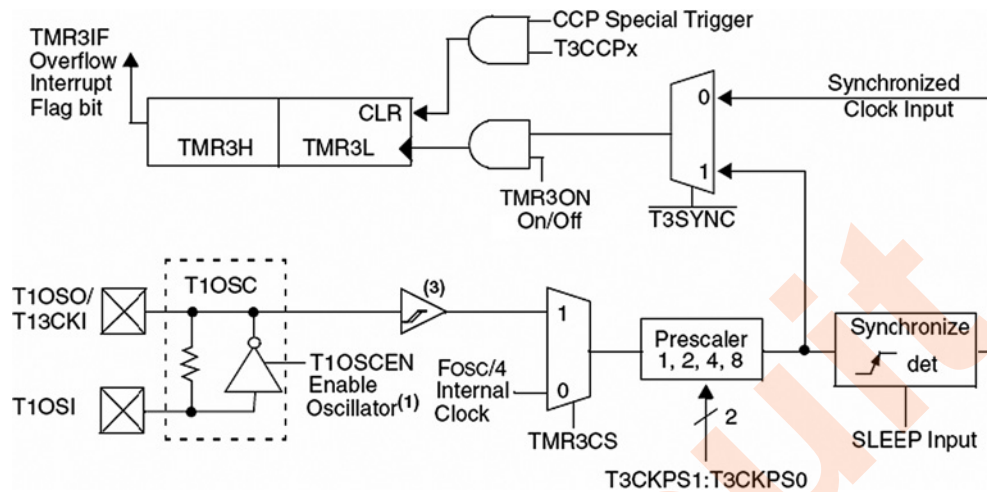 CCP Special Trigger
T3CCPx
TMR3IF
Overflow
Interrupt
Flag bit
CLR
TMR3H
TMR3L
0
1
Synchronized
Clock Input
TMR3ON
On/Off
T3SYNC
T1OSC
(3)
T1OSO/
T13CKI
T1OSI
T1OSCEN
Enable
Oscillator(1)
FOSC/4
Internal
Clock
1
0
TMR3CS
Prescaler
1, 2, 4, 8
2
T3CKPS1:T3CKPS0
Synchronize
det
SLEEP Input
uit